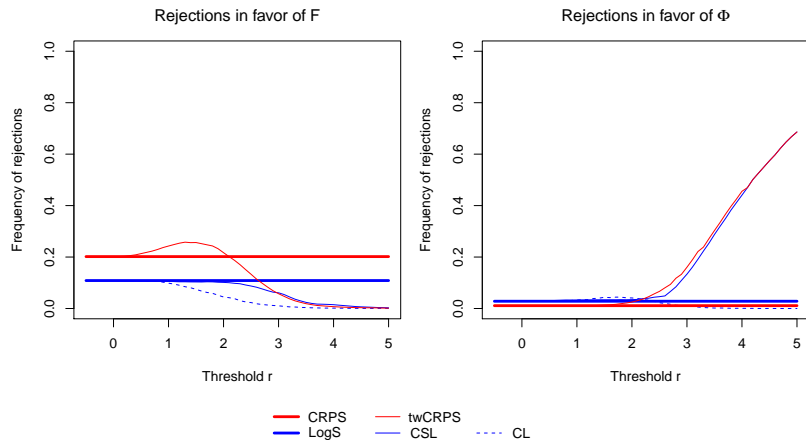 Rejections in favor of F
Rejections in favor of Φ
Frequency of rejections
0.0 0.2 0.4 0.6 0.8 1.0
0 1 2 3 4 5
Threshold r
Frequency of rejections
0.0 0.2 0.4 0.6 0.8 1.0
0 1 2 3 4 5
Threshold r
CRPS twCRPS
LogS CSL CL